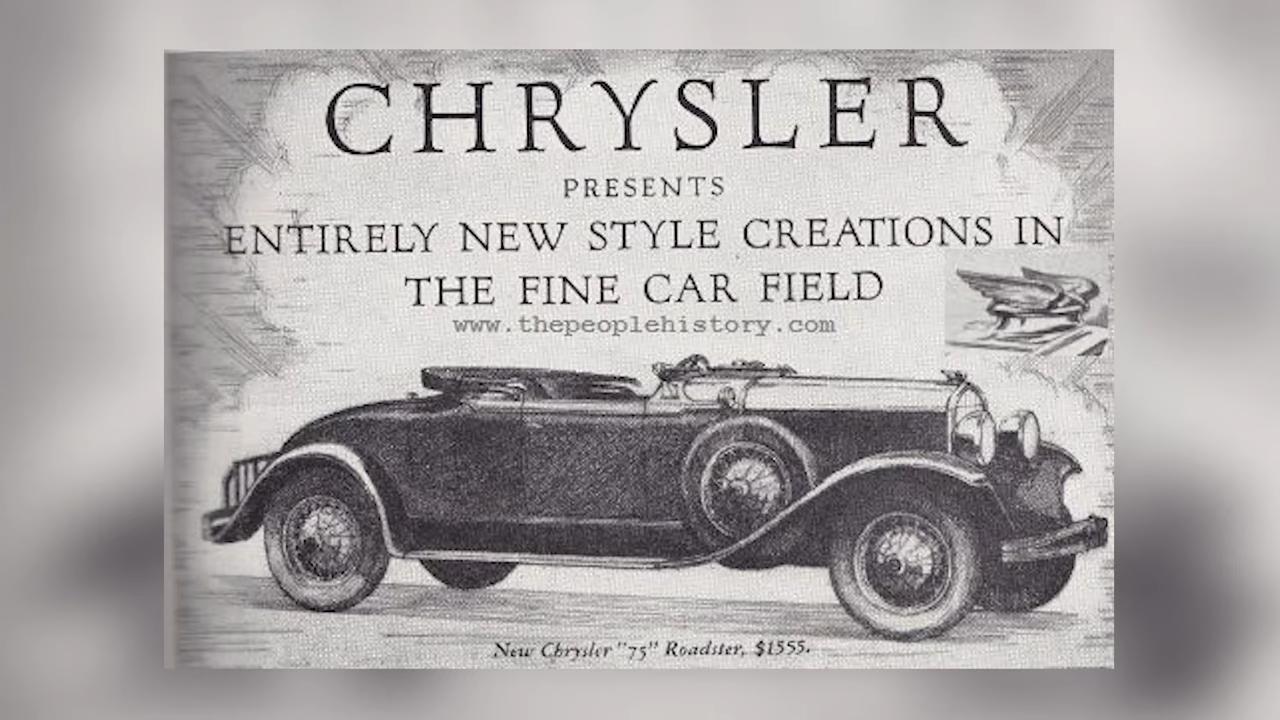 CHRYSLER
PRESENTS
ENTIRELY NEW STYLE CREATIONS IN
THE FINE CAR FIELD
www.thepeoplehistory.com
New Chrysler "75" Roadster, $1555.